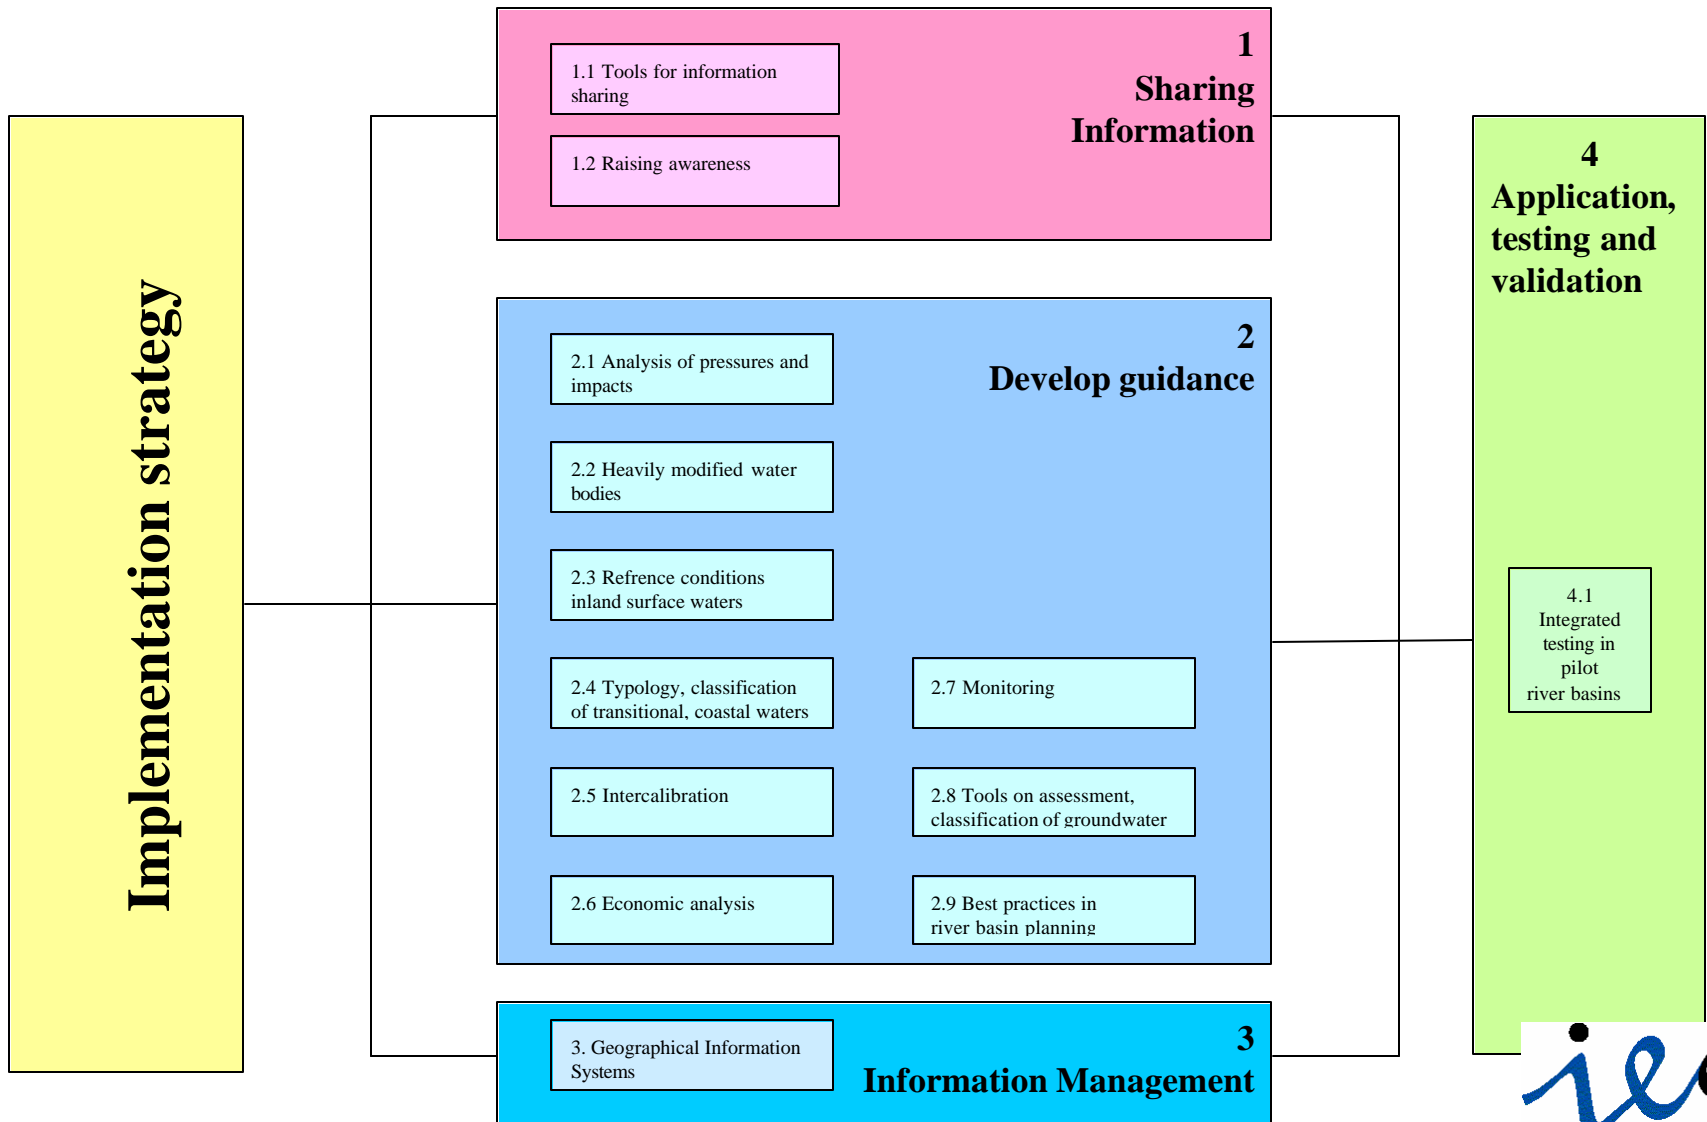 Implementation strategy
1
Sharing
Information
1.1 Tools for information
sharing
1.2 Raising awareness
2
Develop guidance
2.1 Analysis of pressures and
impacts
2.2 Heavily modified water
bodies
2.3 Refrence conditions
inland surface waters
2.4 Typology, classification
of transitional, coastal waters
2.5 Intercalibration
2.6 Economic analysis
2.7 Monitoring
2.8 Tools on assessment,
classification of groundwater
2.9 Best practices in
river basin planning
3
Information Management
3. Geographical Information
Systems
4
Application,
testing and
validation
4.1
Integrated
testing in
pilot
river basins